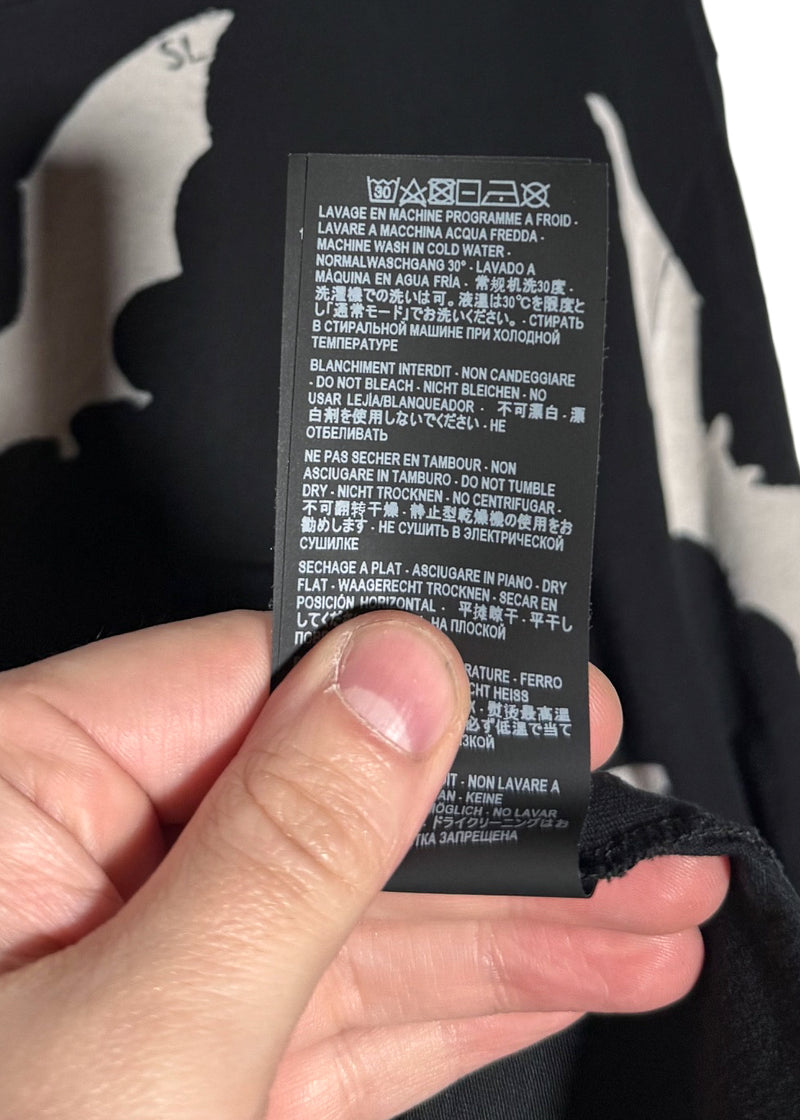 SL
30
LAVAGE EN MACHINE PROGRAMME A FROID -
LAVARE A MACCHINA ACQUA FREDDA -
MACHINE WASH IN COLD WATER -
NORMALWASCHGANG 30° - LAVADO A
MÁQUINA EN AGUA FRÍA - 常规机洗30度 -
洗濯機での洗いは可。液温は30℃を限度と
し「通常モード」でお洗いください。- СТИРАТЬ
В СТИРАЛЬНОЙ МАШИНЕ ПРИ ХОЛОДНОЙ
ТЕМПЕРАТУРЕ
BLANCHIMENT INTERDIT - NON CANDEGGIARE
- DO NOT BLEACH - NICHT BLEICHEN - NO
USAR LEJÍA/BLANQUEADOR - 不可漂白 - 漂
白剤を使用しないでください - НЕ
ОТБЕЛИВАТЬ
NE PAS SECHER EN TAMBOUR - NON
ASCIUGARE IN TAMBURO - DO NOT TUMBLE
DRY - NICHT TROCKNEN - NO CENTRIFUGAR -
不可翻转干燥 - 静止型乾燥機の使用をお
勧めします - НЕ СУШИТЬ В ЭЛЕКТРИЧЕСКОЙ
СУШИЛКЕ
SECHAGE A PLAT - ASCIUGARE IN PIANO - DRY
FLAT - WAAGERECHT TROCKNEN - SECAR EN
POSICIÓN HORIZONTAL - 平摊晾干 - 平干し
してくだ НА ПЛОСКОЙ
ПОВ
RATURE - FERRO
CHT HEISS
熨烫最高温
必ず低温で当て
ЗКОЙ
IT - NON LAVARE A
AN - KEINE
MÖGLICH - NO LAVAR
ドライクリーニングはお
ТКА ЗАПРЕЩЕНА